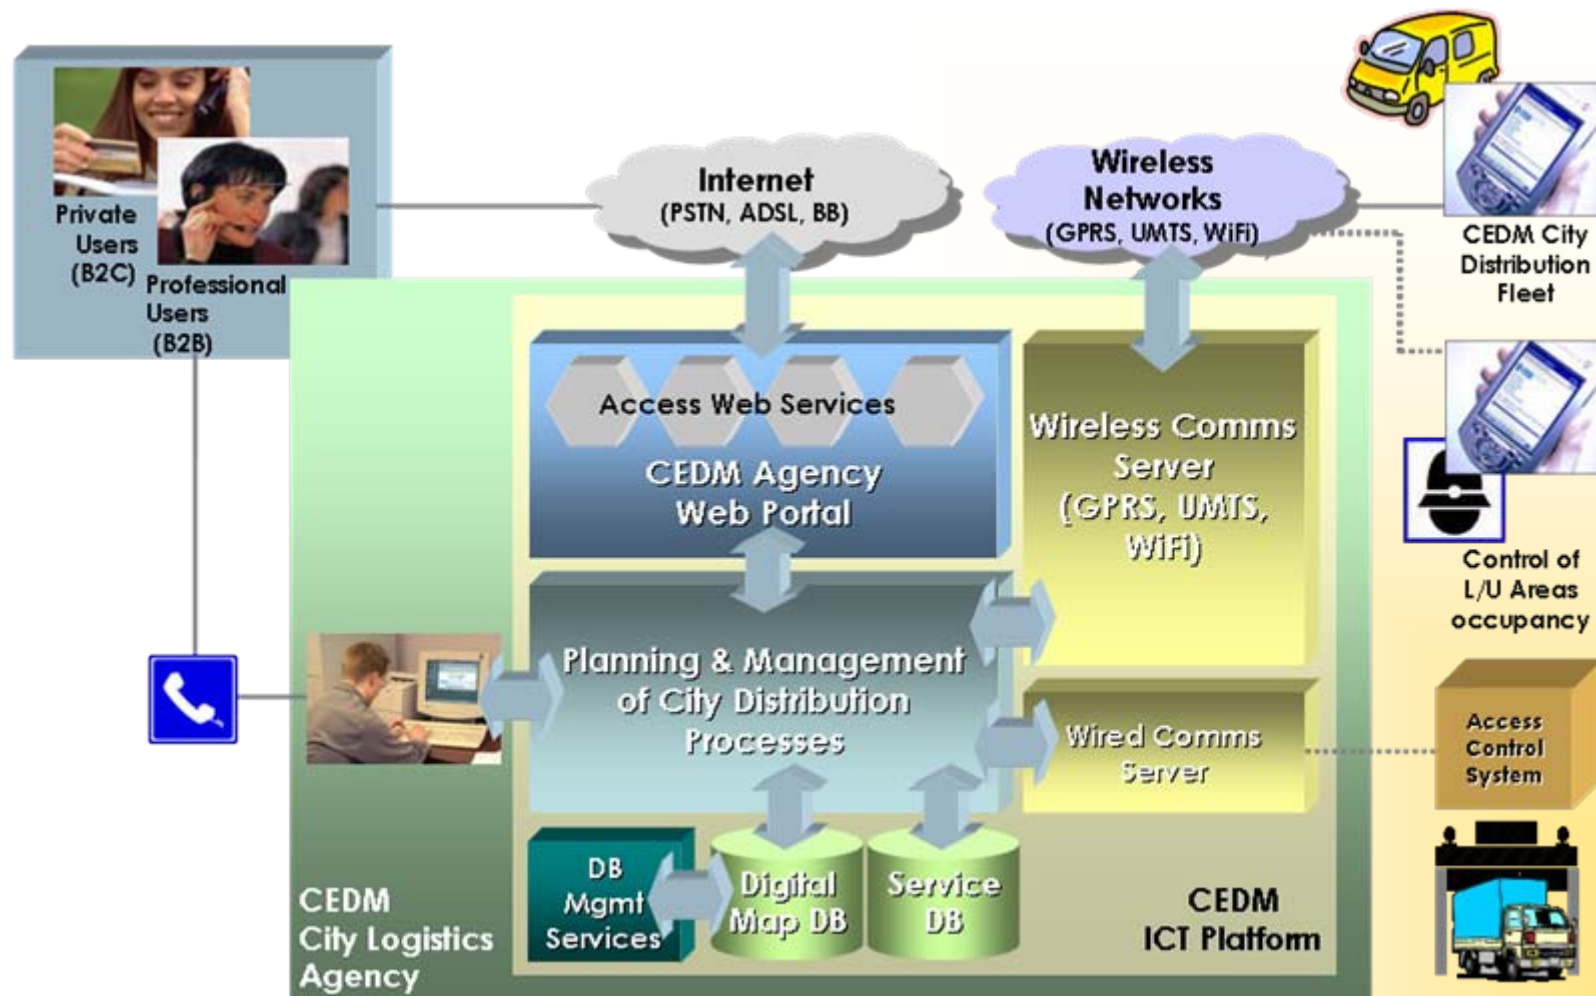 Private
Users
(B2C)
Professional
Users
(B2B)
Internet
(PSTN, ADSL, BB)
Wireless
Networks
(GPRS, UMTS, WiFi)
CEDM City
Distribution
Fleet
Access Web Services
CEDM Agency
Web Portal
Wireless Comms
Server
(GPRS, UMTS,
WiFi)
Control of
L/U Areas
occupancy
Planning & Management
of City Distribution
Processes
Wired Comms
Server
Access
Control
System
DB
Mgmt
Services
Digital
Map DB
Service
DB
CEDM
City Logistics
Agency
CEDM
ICT Platform